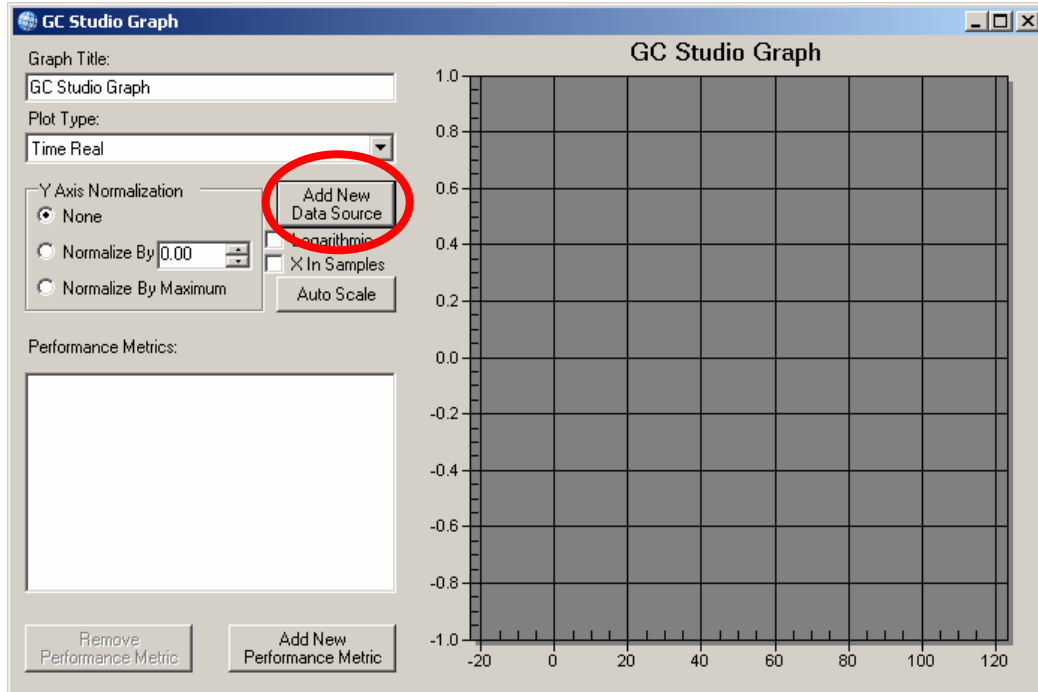 GC Studio Graph
Graph Title:
GC Studio Graph
Plot Type:
Time Real
Y Axis Normalization
None
Normalize By 0.00
Normalize By Maximum
Add New
Data Source
Logarithmic
X In Samples
Auto Scale
Performance Metrics:
Remove
Performance Metric
Add New
Performance Metric
GC Studio Graph
1.0
0.8
0.6
0.4
0.2
0.0
-0.2
-0.4
-0.6
-0.8
-1.0
-20 0 20 40 60 80 100 120